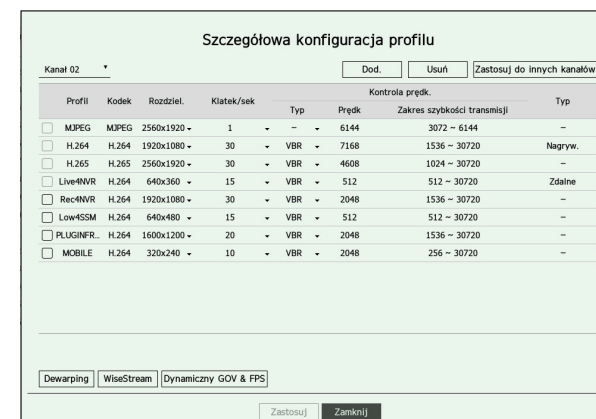 Szczegółowa konfiguracja profilu
Kanał 02
Dod. Usuń Zastosuj do innych kanałów
Profil Kodek Rozdziel. Klatek/sek Kontrola prędk. Typ
Typ Prędk Zakres szybkości transmisji
MJPEG MJPEG 2560x1920 1 – 6144 3072 ~ 6144 –
H.264 H.264 1920x1080 30 VBR 7168 1536 ~ 30720 Nagryw.
H.265 H.265 2560x1920 30 VBR 4608 1024 ~ 30720 –
Live4NVR H.264 640x360 15 VBR 512 512 ~ 30720 Zdalne
Rec4NVR H.264 1920x1080 30 VBR 2048 1536 ~ 30720 –
Low4SSM H.264 640x480 15 VBR 512 512 ~ 30720 –
PLUGINFR... H.264 1600x1200 20 VBR 2048 1536 ~ 30720 –
MOBILE H.264 320x240 10 VBR 2048 256 ~ 30720 –
Dewarping WiseStream Dynamiczny GOV & FPS
Zastosuj Zamknij